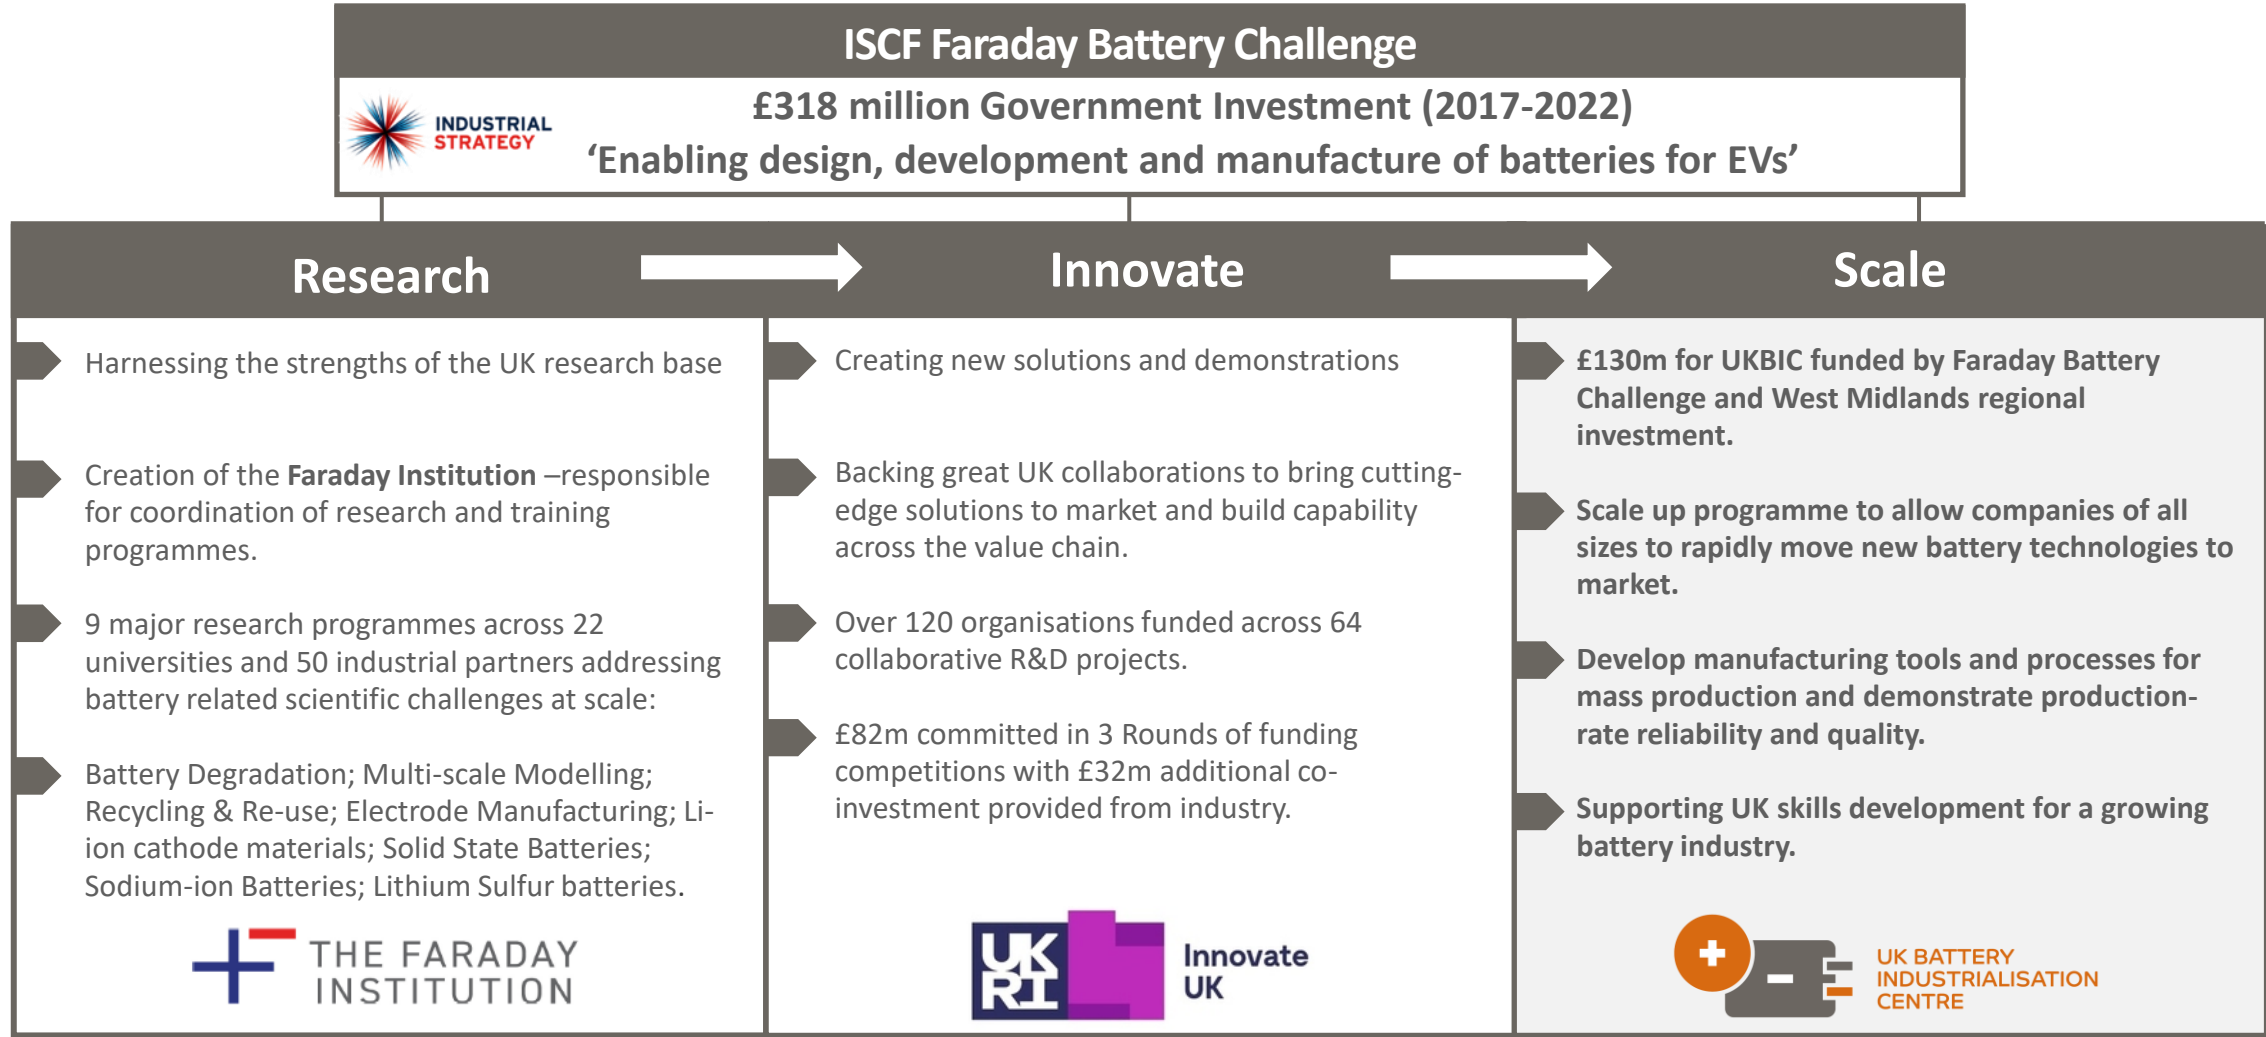 ISCF Faraday Battery Challenge
INDUSTRIAL
STRATEGY
£318 million Government Investment (2017-2022)
‘Enabling design, development and manufacture of batteries for EVs’
Research
Innovate
Scale
Harnessing the strengths of the UK research base
Creation of the Faraday Institution –responsible
for coordination of research and training
programmes.
9 major research programmes across 22
universities and 50 industrial partners addressing
battery related scientific challenges at scale:
Battery Degradation; Multi-scale Modelling;
Recycling & Re-use; Electrode Manufacturing; Li-
ion cathode materials; Solid State Batteries;
Sodium-ion Batteries; Lithium Sulfur batteries.
THE FARADAY
INSTITUTION
Creating new solutions and demonstrations
Backing great UK collaborations to bring cutting-
edge solutions to market and build capability
across the value chain.
Over 120 organisations funded across 64
collaborative R&D projects.
£82m committed in 3 Rounds of funding
competitions with £32m additional co-
investment provided from industry.
UK
RI
Innovate
UK
£130m for UKBIC funded by Faraday Battery
Challenge and West Midlands regional
investment.
Scale up programme to allow companies of all
sizes to rapidly move new battery technologies to
market.
Develop manufacturing tools and processes for
mass production and demonstrate production-
rate reliability and quality.
Supporting UK skills development for a growing
battery industry.
UK BATTERY
INDUSTRIALISATION
CENTRE